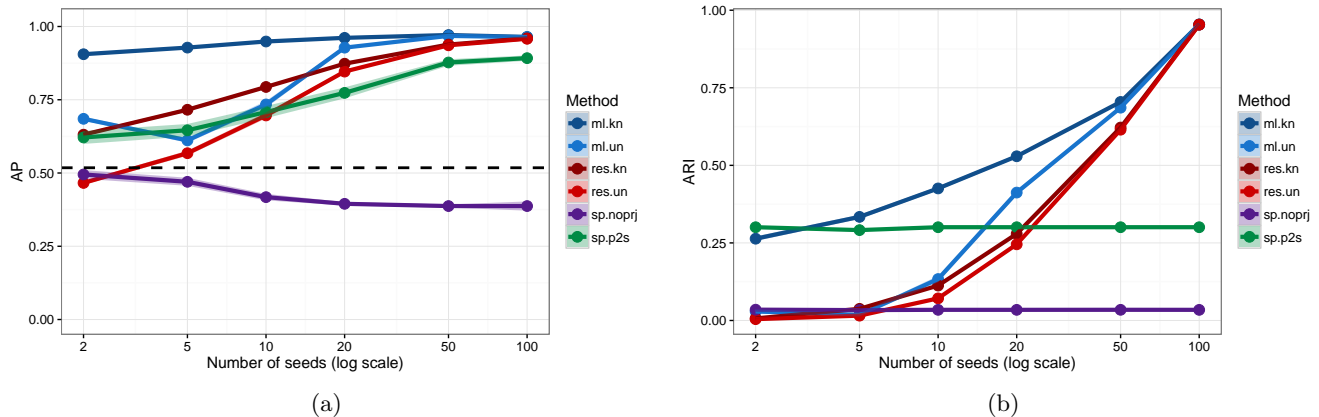 1.00
0.75
0.50
0.25
0.00
AP
2
5
10
20
50
100
Number of seeds (log scale)
Method
ml.kn
ml.un
res.kn
res.un
sp.noprj
sp.p2s
(a)
1.00
0.75
0.50
0.25
0.00
ARI
2
5
10
20
50
100
Number of seeds (log scale)
Method
ml.kn
ml.un
res.kn
res.un
sp.noprj
sp.p2s
(b)